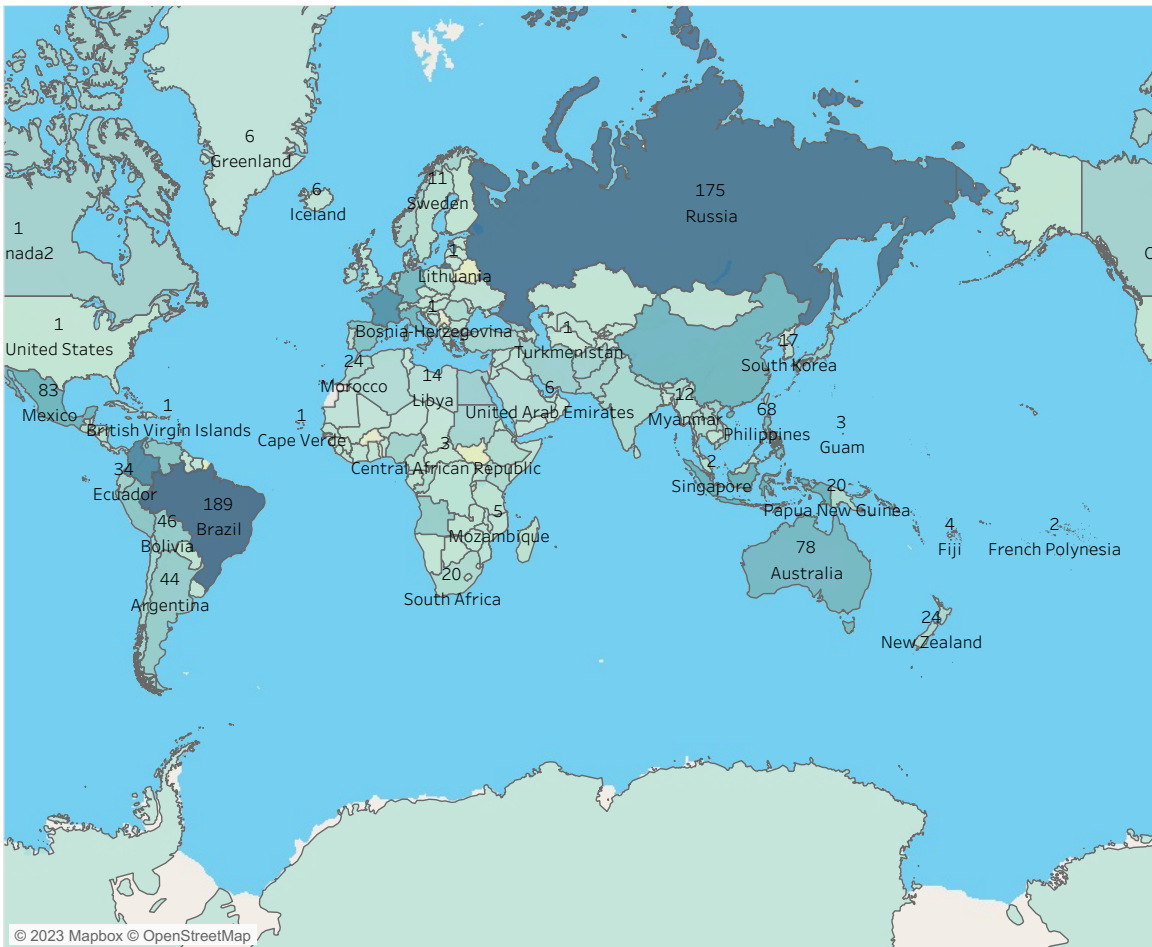 6
Greenland
6
Iceland
11
Sweden
175
Russia
1
nada2
C
1
Lithuania
1
United States
1
Bosnia-Herzegovina
1
Turkmenistan
17
South Korea
83
Mexico
24
Morocco
14
Libya
6
United Arab Emirates
12
Myanmar
68
Philippines
3
Guam
1
British Virgin Islands
1
Cape Verde
3
Central African Republic
2
Singapore
34
Ecuador
189
Brazil
20
Papua New Guinea
46
Bolivia
5
Mozambique
4
Fiji
2
French Polynesia
44
Argentina
20
South Africa
78
Australia
24
New Zealand
© 2023 Mapbox © OpenStreetMap